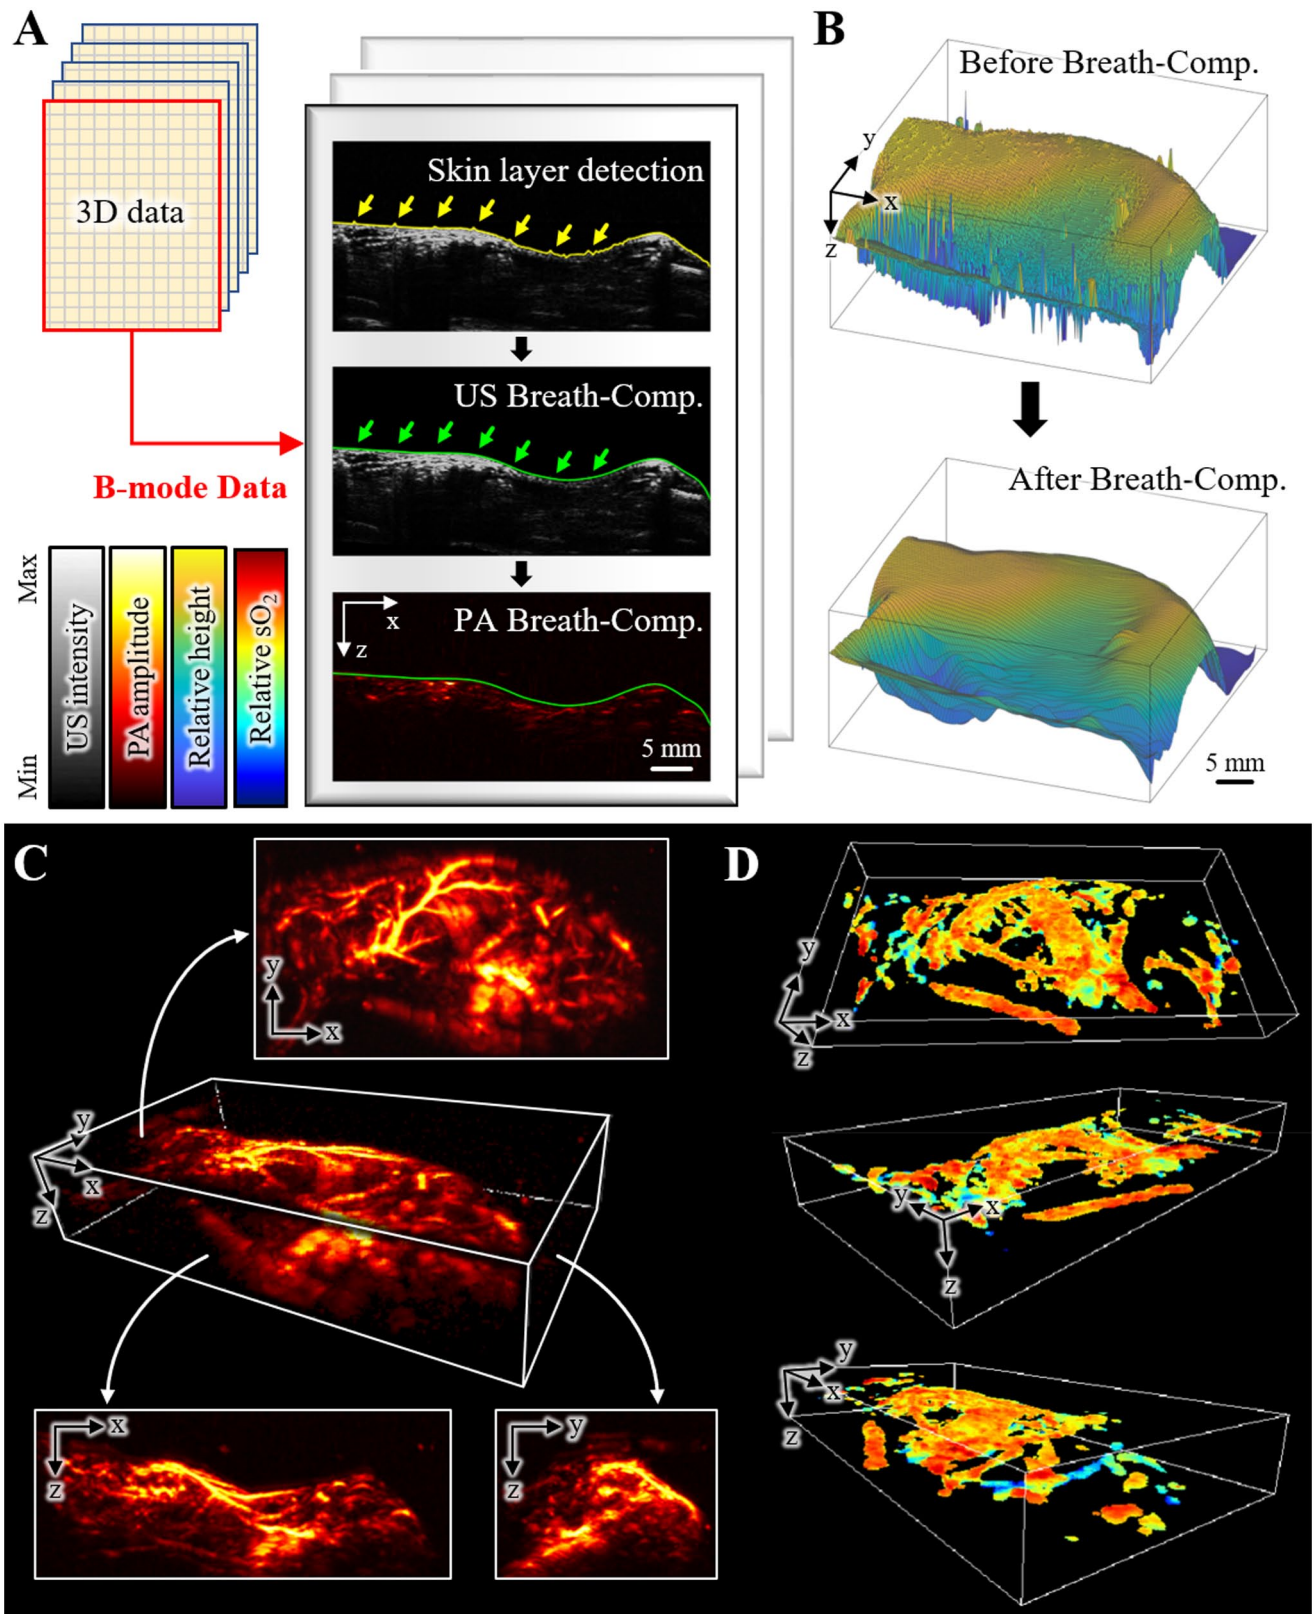 A
3D data
B-mode Data
Max
Min
US intensity
PA amplitude
Relative height
Relative sO₂
Skin layer detection
US Breath-Comp.
PA Breath-Comp.
x
z
5 mm
B
Before Breath-Comp.
y
x
z
After Breath-Comp.
5 mm
C
y
x
y
x
z
x
z
y
z
D
y
x
z
y
x
z
y
x
z